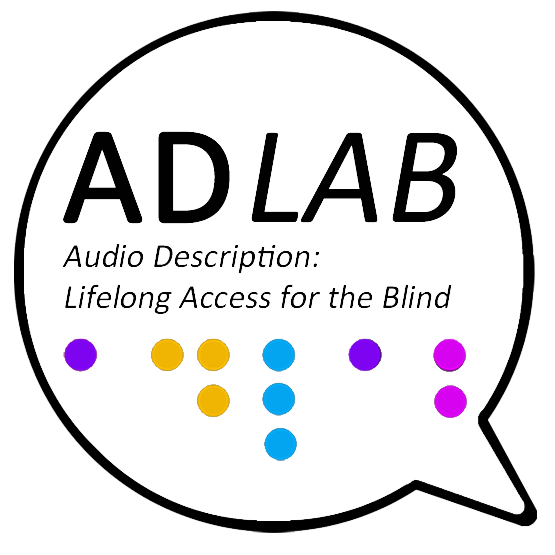 ADLAB
Audio Description:
Lifelong Access for the Blind
⠁⠙⠇⠁⠃